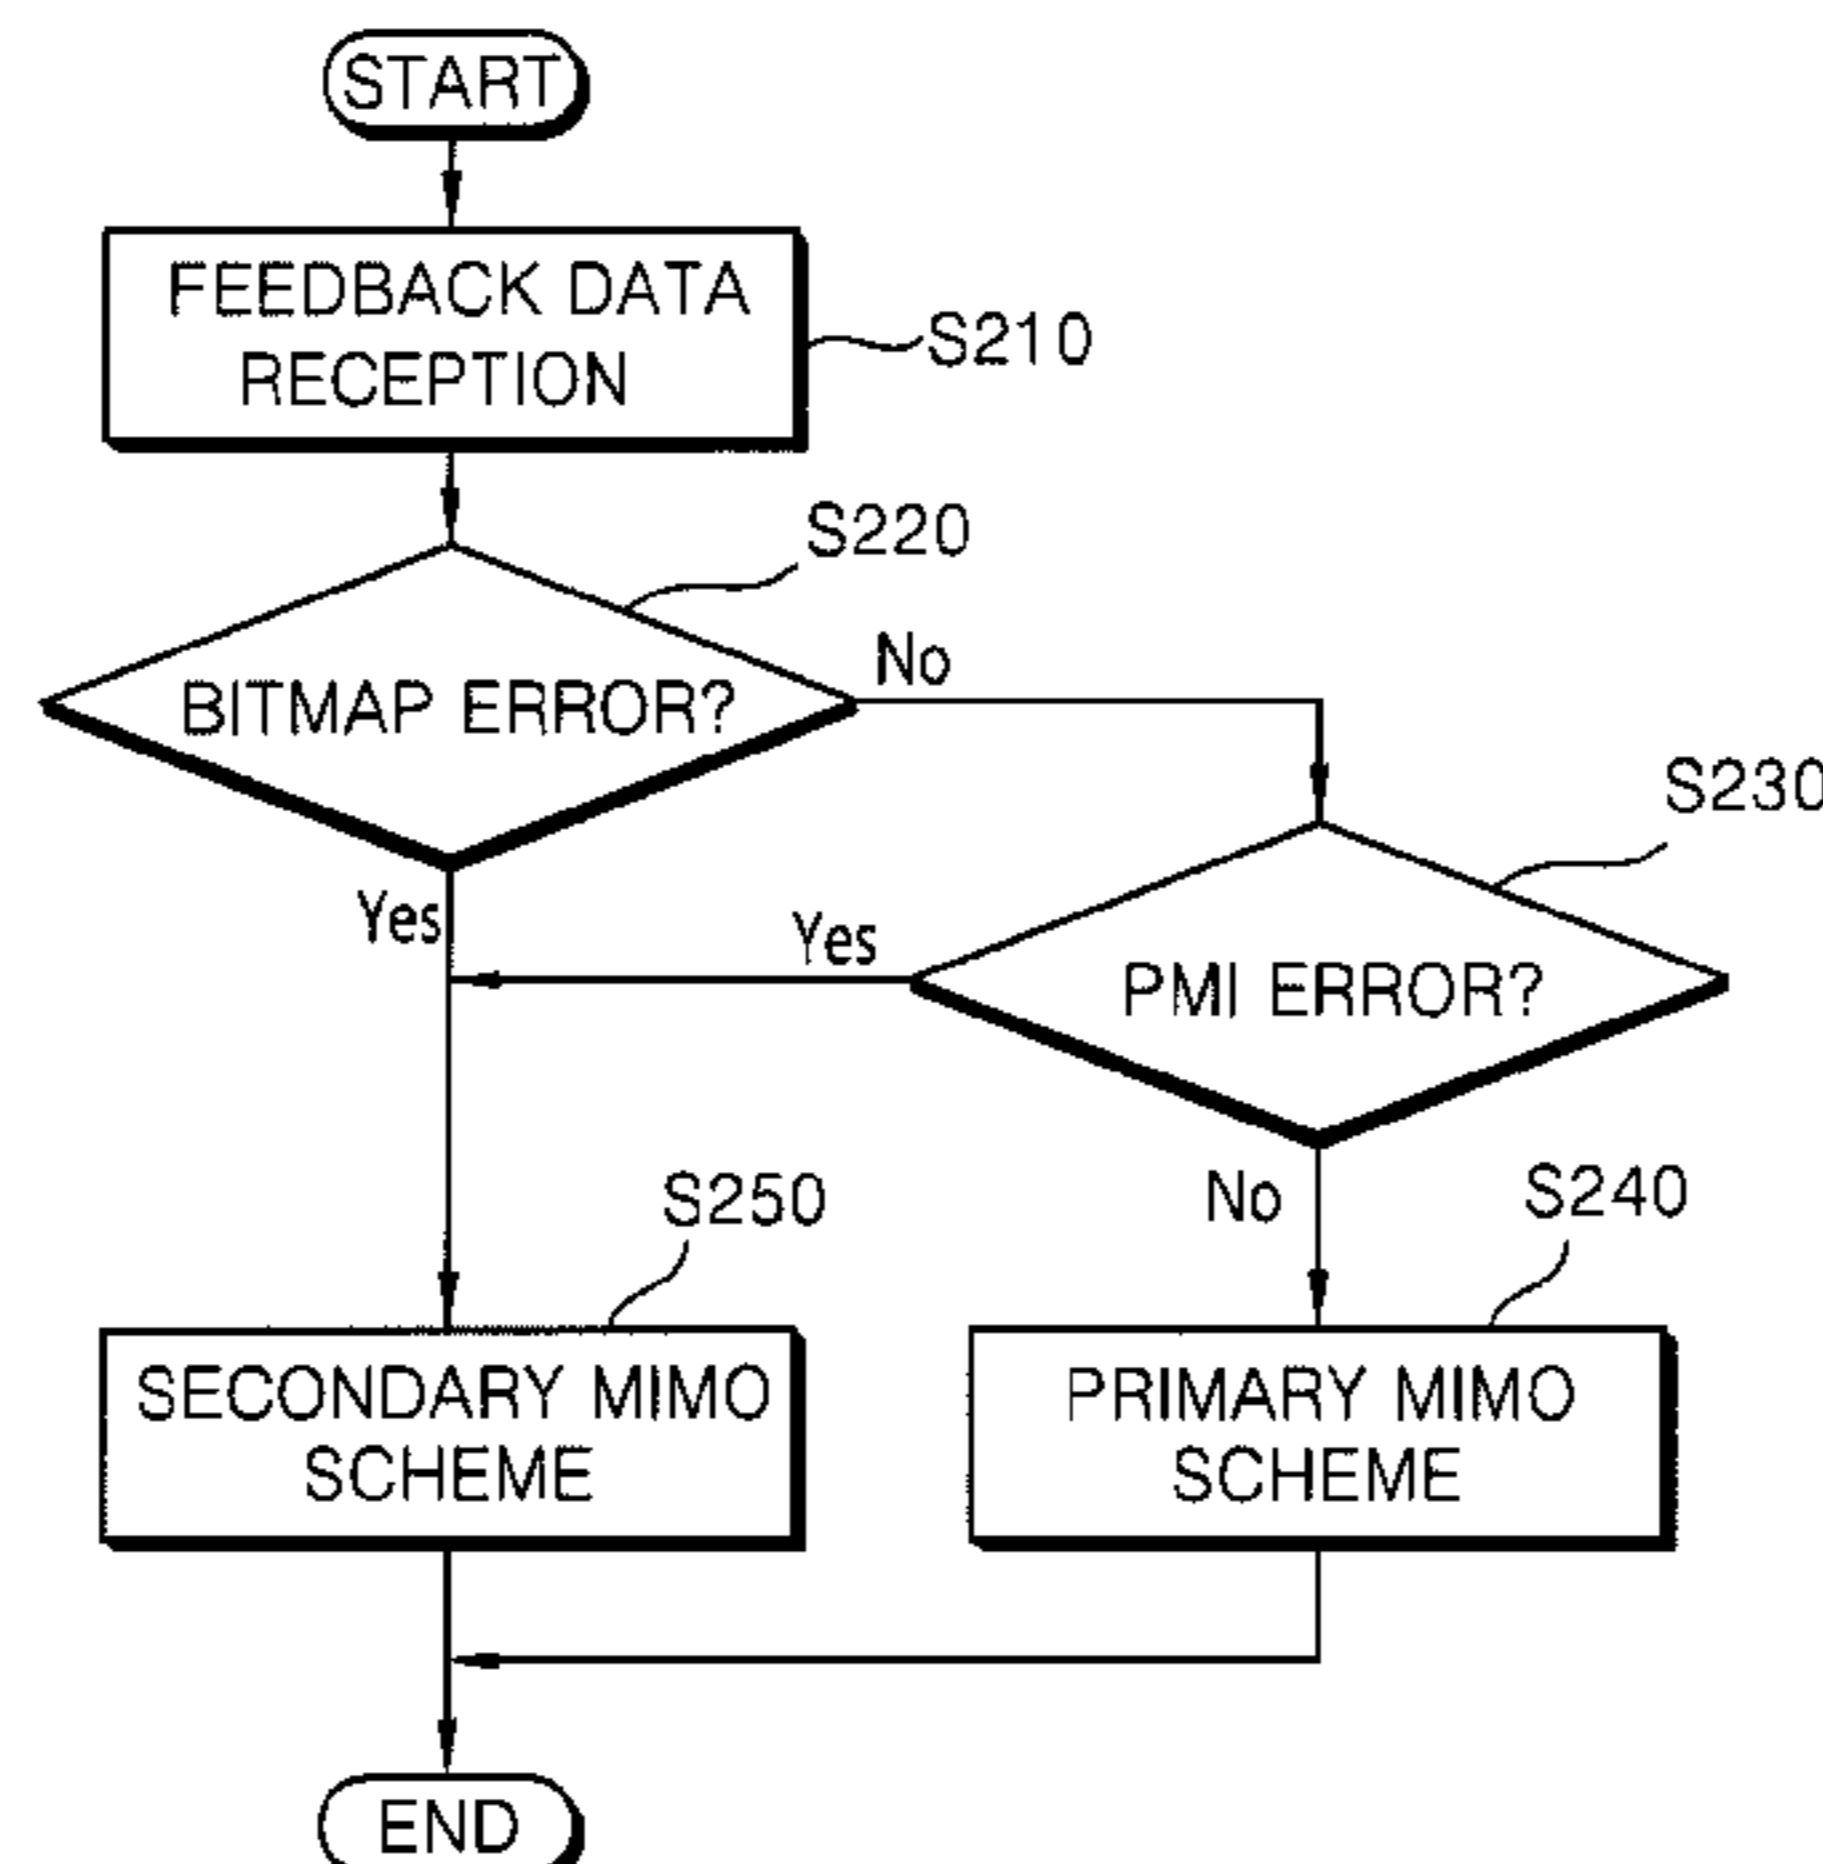 START
FEEDBACK DATA
RECEPTION
S210
S220
BITMAP ERROR?
No
S230
Yes
Yes
PMI ERROR?
No
S250
S240
SECONDARY MIMO
SCHEME
PRIMARY MIMO
SCHEME
END